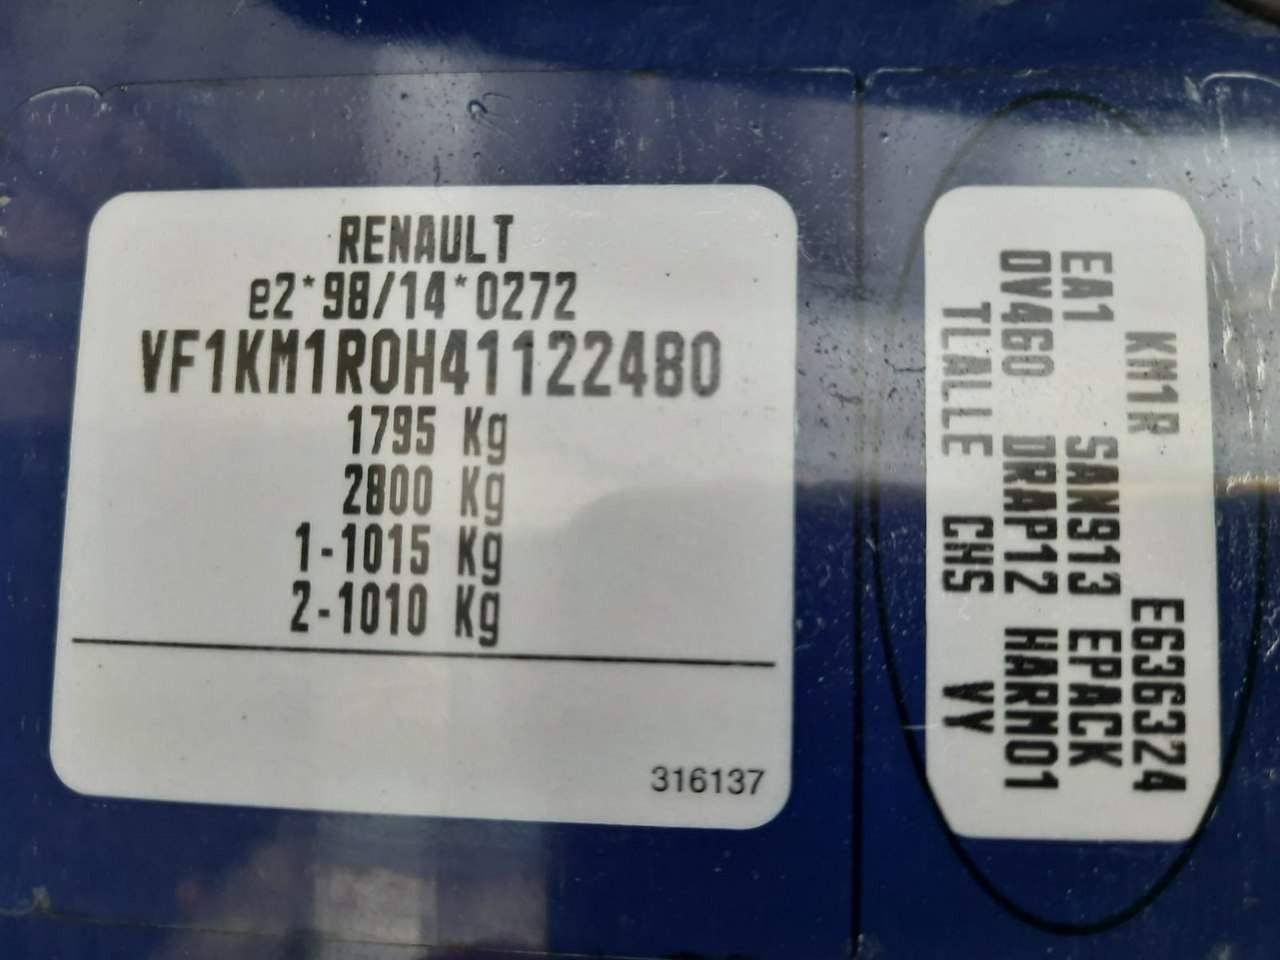 RENAULT
e2*98/14*0272
VF1KM1R0H41122480
1795 Kg
2800 Kg
1-1015 Kg
2-1010 Kg
316137
KM1R E636324
EA1 SAN913 EPACK
OV460 DRAP12 HARM01
TLALLE CHS VY